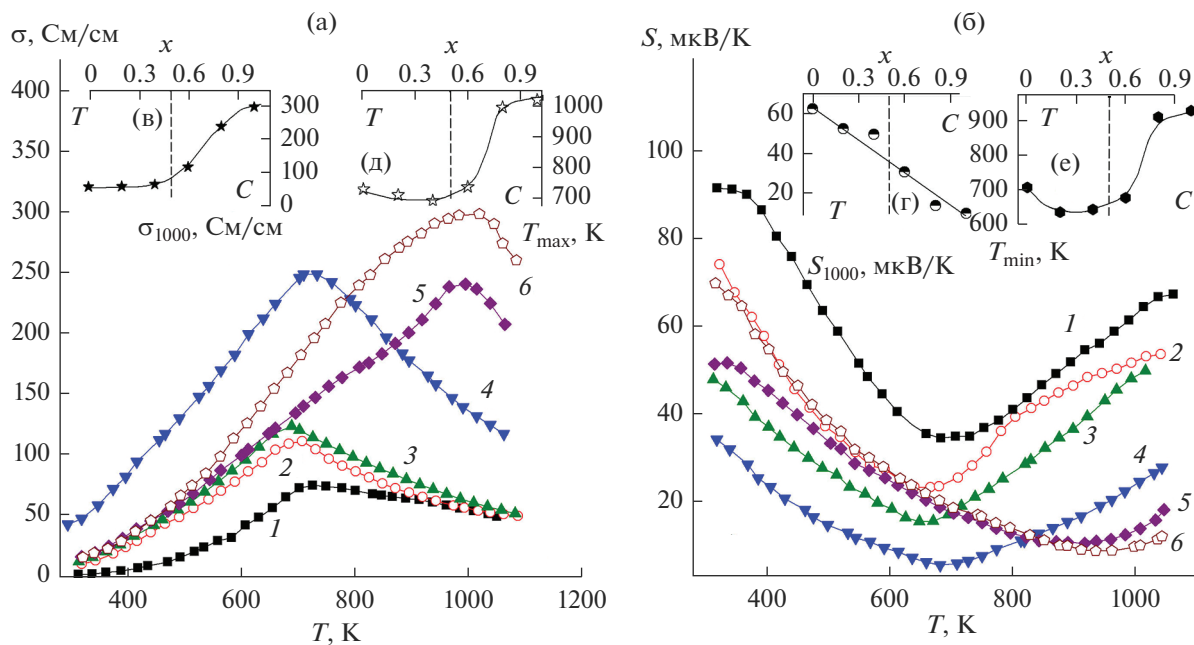 (а)
σ, См/см
x
0 0.3 0.6 0.9
T
(в)
C
300
200
100
0
σ1000, См/см
x
0 0.3 0.6 0.9
T
(д)
C
1000
900
800
700
Tmax, K
400
350
300
250
200
150
100
50
0
1
2
3
4
5
6
400 600 800 1000 1200
T, K
(б)
S, мкВ/K
x
0 0.3 0.6 0.9
60
40
20
C
T
(г)
S1000, мкВ/K
x
0 0.3 0.6 0.9
T
(е)
C
900
800
700
600
Tmin, K
100
80
60
40
20
1
2
3
4
5
6
400 600 800 1000
T, K